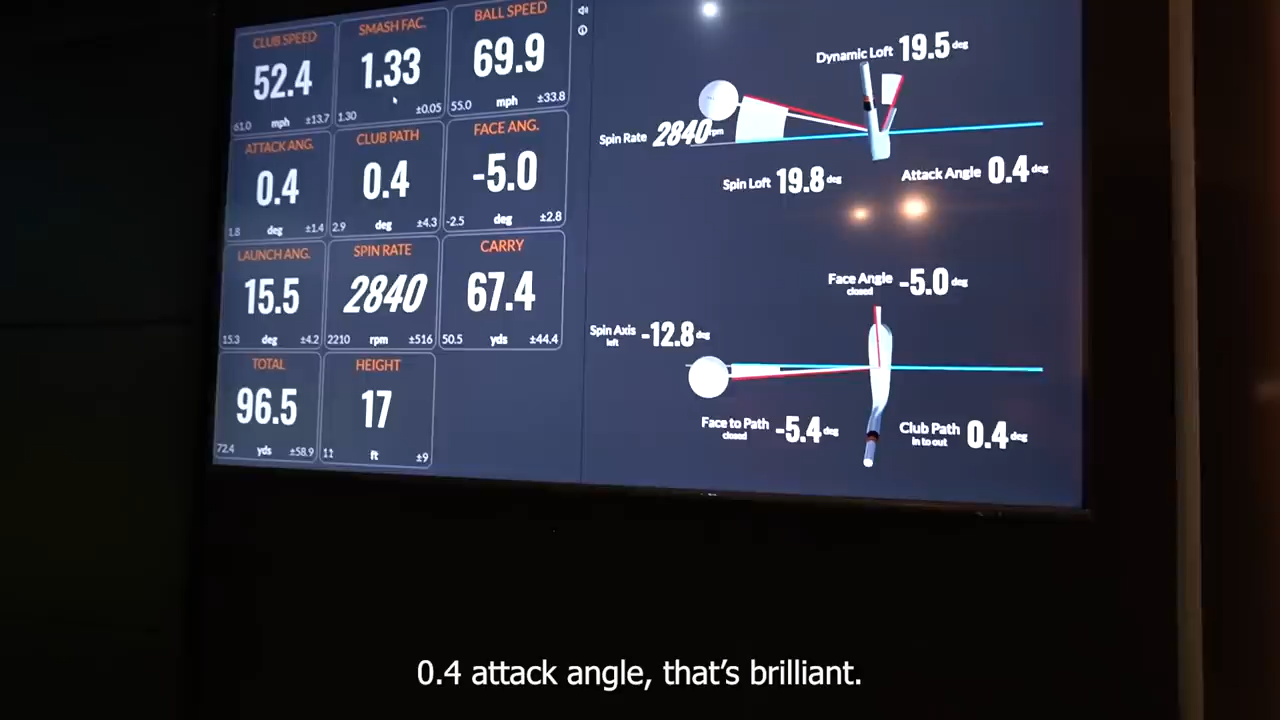 CLUB SPEED
52.4
61.0 mph ±13.7
SMASH FAC.
1.33
1.30 ±0.05
BALL SPEED
69.9
55.0 mph ±33.8
ATTACK ANG.
0.4
1.8 deg ±1.4
CLUB PATH
0.4
2.9 deg ±4.3
FACE ANG.
-5.0
-2.5 deg ±2.8
LAUNCH ANG.
15.5
15.3 deg ±4.2
SPIN RATE
2840
2210 rpm ±516
CARRY
67.4
50.5 yds ±44.4
TOTAL
96.5
72.4 yds ±58.9
HEIGHT
17
11 ft ±9
Dynamic Loft 19.5 deg
Spin Rate 2840 rpm
Spin Loft 19.8 deg
Attack Angle 0.4 deg
Face Angle -5.0 deg
closed
Spin Axis -12.8 deg
left
Face to Path -5.4 deg
closed
Club Path 0.4 deg
in to out
0.4 attack angle, that's brilliant.